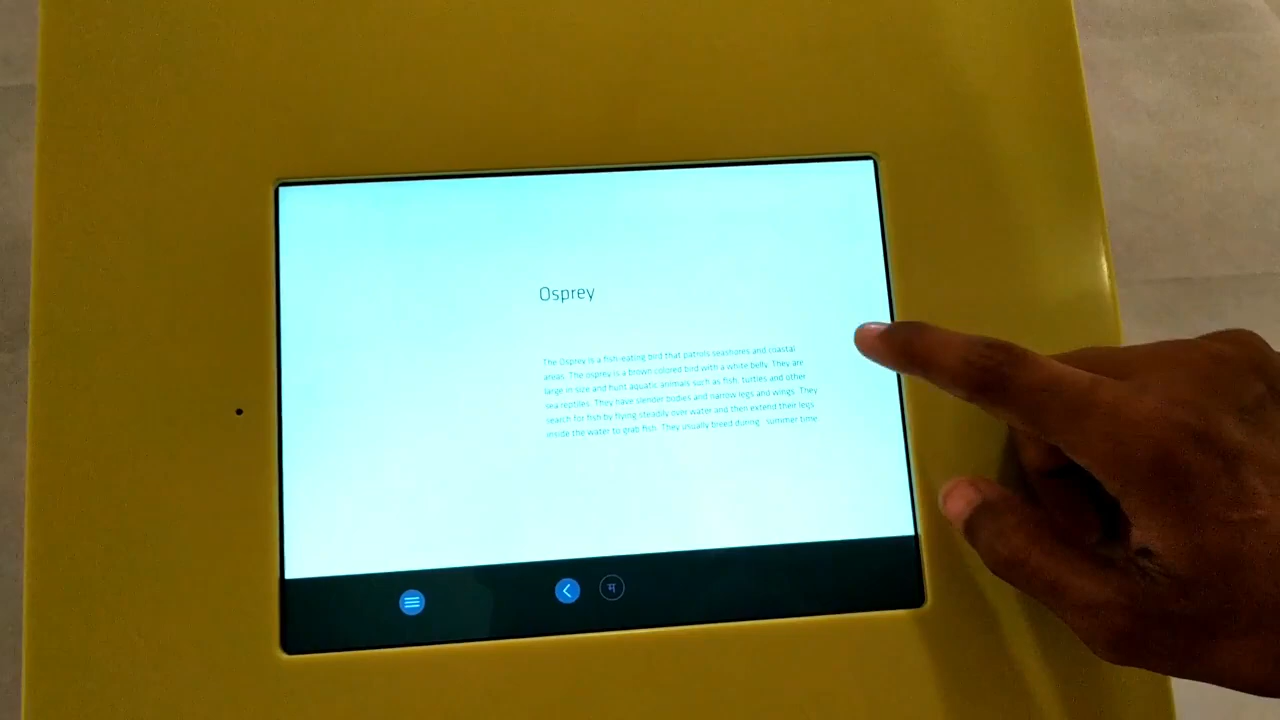 Osprey
The Osprey is a fish-eating bird that patrols seashores and coastal
areas. The osprey is a brown colored bird with a white belly. They are
large in size and hunt aquatic animals such as fish, turtles and other
sea reptiles. They have slender bodies and narrow legs and wings. They
search for fish by flying steadily over water and then extend their legs
inside the water to grab fish. They usually breed during summer time
म